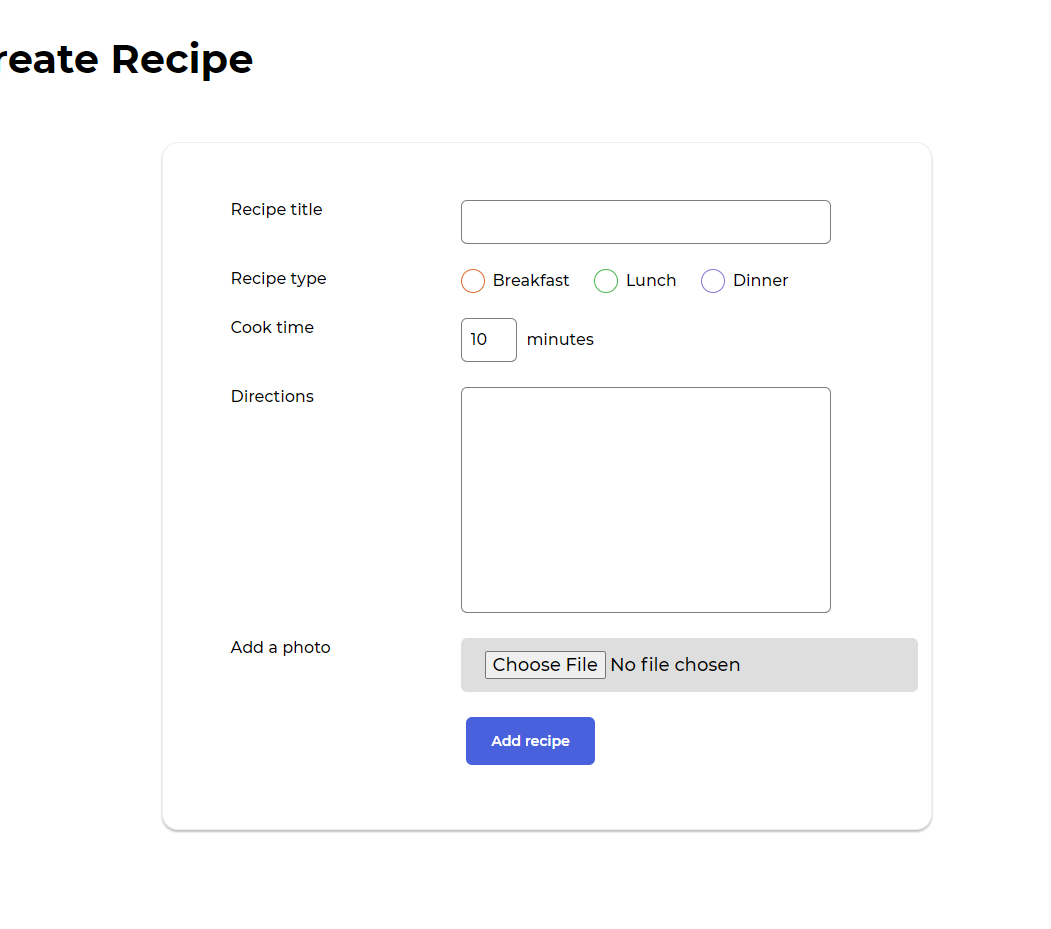 reate Recipe
Recipe title
Recipe type Breakfast Lunch Dinner
Cook time 10 minutes
Directions
Add a photo Choose File No file chosen
Add recipe